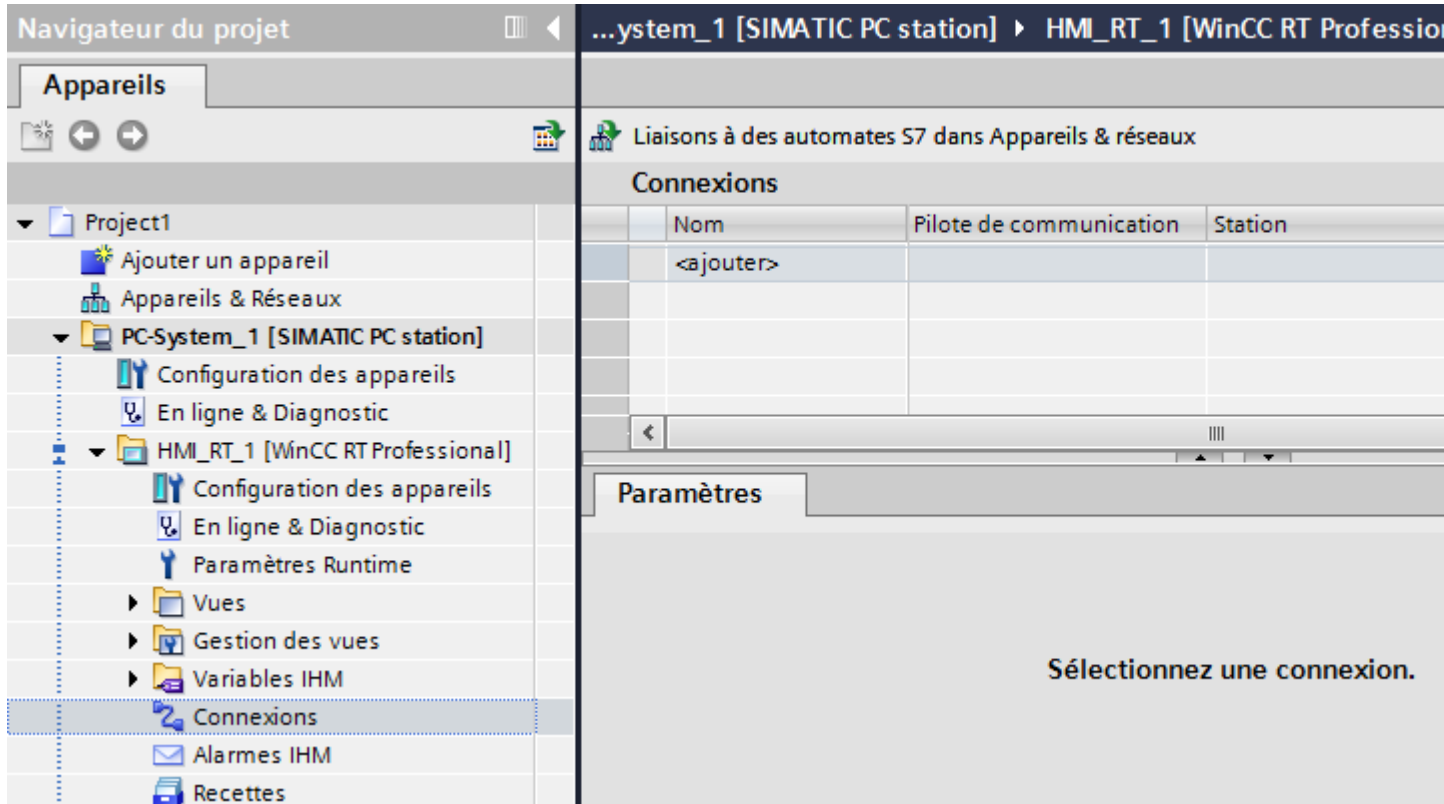 Navigateur du projet
...ystem_1 [SIMATIC PC station] ▸ HMI_RT_1 [WinCC RT Profession
Appareils
Liaisons à des automates S7 dans Appareils & réseaux
Connexions
Nom Pilote de communication Station
<ajouter>
Project1
Ajouter un appareil
Appareils & Réseaux
PC-System_1 [SIMATIC PC station]
Configuration des appareils
En ligne & Diagnostic
HMI_RT_1 [WinCC RT Professional]
Configuration des appareils
En ligne & Diagnostic
Paramètres Runtime
Vues
Gestion des vues
Variables IHM
Connexions
Alarmes IHM
Recettes
Paramètres
Sélectionnez une connexion.